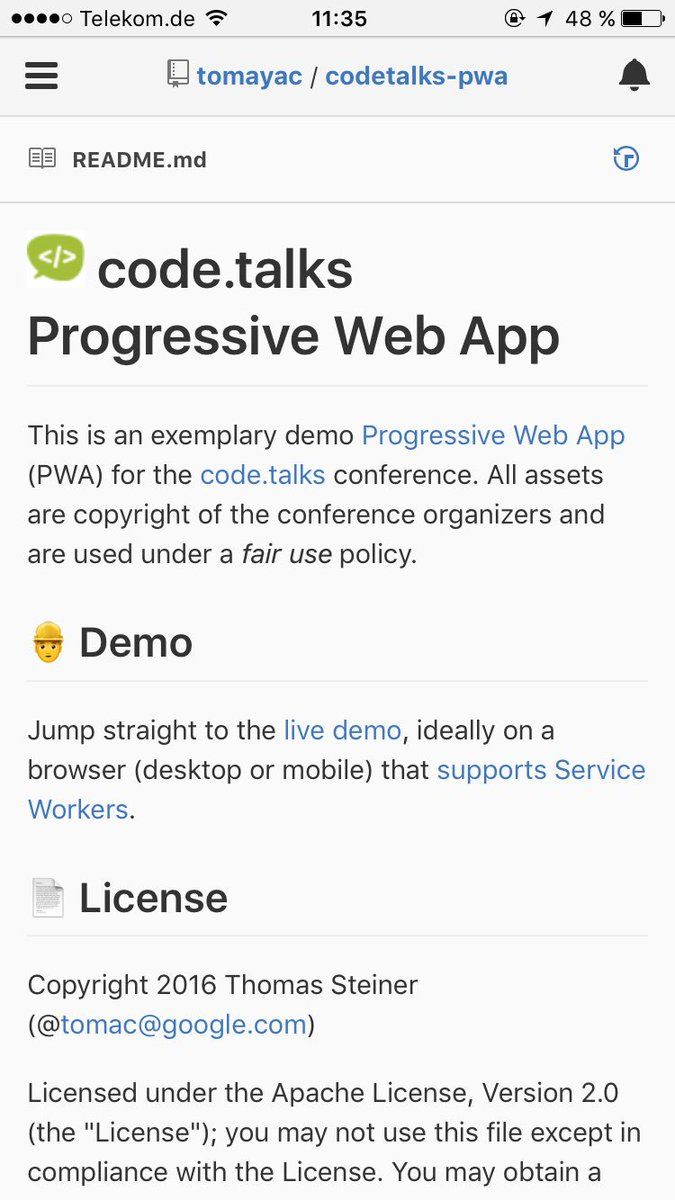 Telekom.de 11:35 48 %
tomayac / codetalks-pwa
README.md
</> code.talks
Progressive Web App
This is an exemplary demo Progressive Web App
(PWA) for the code.talks conference. All assets
are copyright of the conference organizers and
are used under a fair use policy.
Demo
Jump straight to the live demo, ideally on a
browser (desktop or mobile) that supports Service
Workers.
License
Copyright 2016 Thomas Steiner
(@tomac@google.com)
Licensed under the Apache License, Version 2.0
(the "License"); you may not use this file except in
compliance with the License. You may obtain a